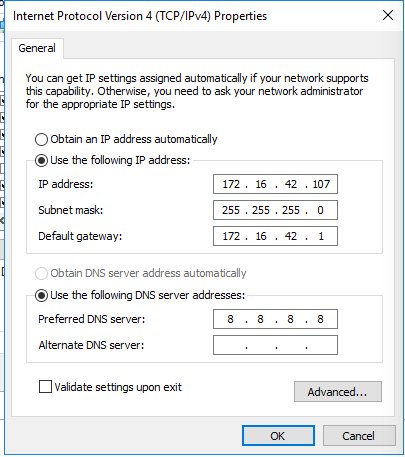 Internet Protocol Version 4 (TCP/IPv4) Properties
General
You can get IP settings assigned automatically if your network supports
this capability. Otherwise, you need to ask your network administrator
for the appropriate IP settings.
Obtain an IP address automatically
Use the following IP address:
IP address: 172 . 16 . 42 . 107
Subnet mask: 255 . 255 . 255 . 0
Default gateway: 172 . 16 . 42 . 1
Obtain DNS server address automatically
Use the following DNS server addresses:
Preferred DNS server: 8 . 8 . 8 . 8
Alternate DNS server: . . .
Validate settings upon exit
Advanced...
OK Cancel